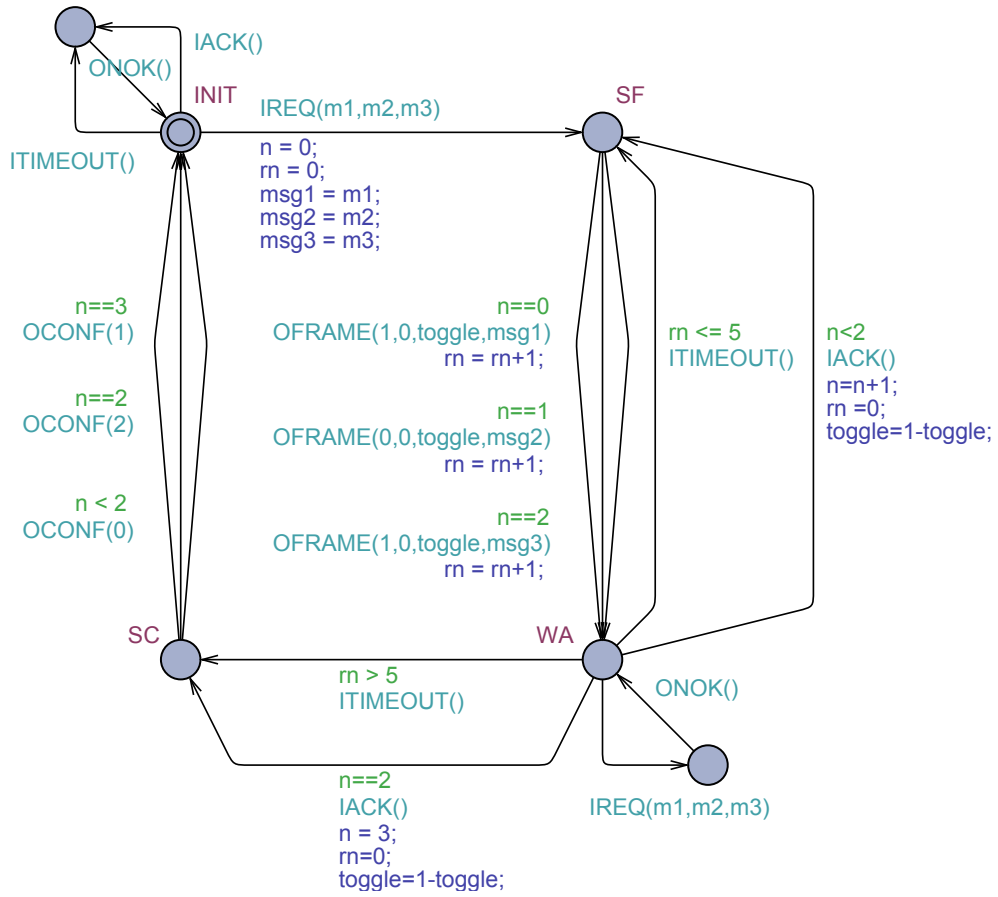 IACK()
ONOK()
INIT
SF
IREQ(m1,m2,m3)
ITIMEOUT()
n = 0;
rn = 0;
msg1 = m1;
msg2 = m2;
msg3 = m3;
n==3
OCONF(1)
n==2
OCONF(2)
n < 2
OCONF(0)
n==0
OFRAME(1,0,toggle,msg1)
rn = rn+1;
n==1
OFRAME(0,0,toggle,msg2)
rn = rn+1;
n==2
OFRAME(1,0,toggle,msg3)
rn = rn+1;
rn <= 5
ITIMEOUT()
n<2
IACK()
n=n+1;
rn =0;
toggle=1-toggle;
SC
WA
rn > 5
ITIMEOUT()
ONOK()
n==2
IACK()
n = 3;
rn=0;
toggle=1-toggle;
IREQ(m1,m2,m3)